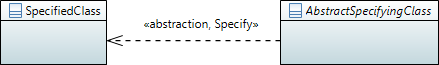 SpecifiedClass
«abstraction, Specify»
AbstractSpecifyingClass